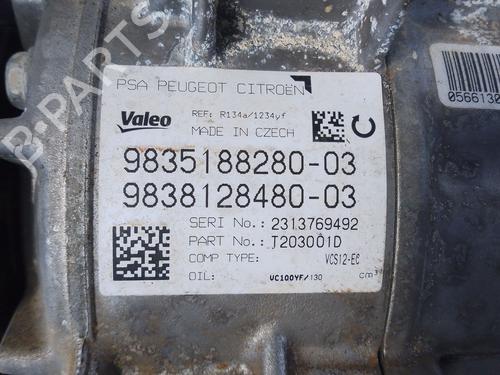 B-PARTS
PSA PEUGEOT CITROËN
Valeo
REF: R134a/1234yf
MADE IN CZECH
9835188280-03
9838128480-03
SERI No.: 2313769492
PART No.: T203001D
COMP TYPE: VCS12-EC
OIL: VC100YF/130 cm³